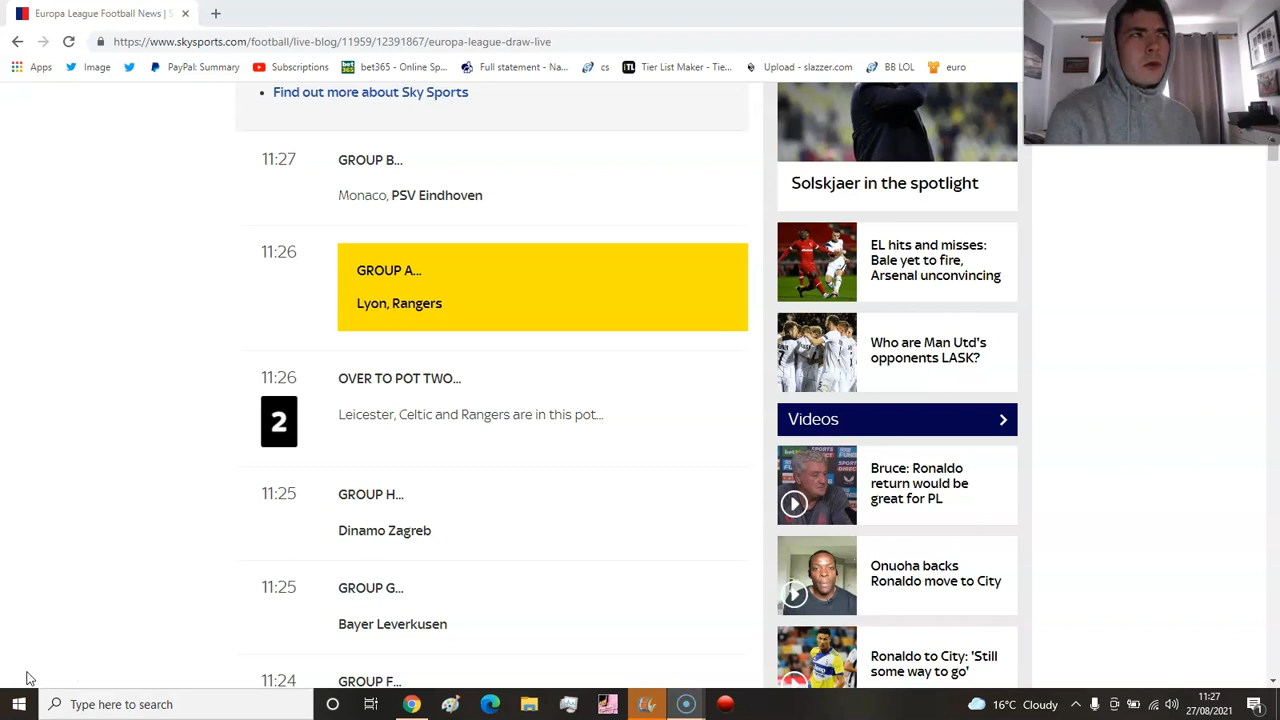 Europa League Football News | S
https://www.skysports.com/football/live-blog/11959/12391867/europa-league-draw-live
Apps
Image
PayPal: Summary
Subscriptions
bet365 - Online Sp...
Full statement - Na...
cs
Tier List Maker - Tie...
Upload - slazzer.com
BB LOL
euro
Find out more about Sky Sports
11:27
GROUP B...
Monaco, PSV Eindhoven
11:26
GROUP A...
Lyon, Rangers
11:26
OVER TO POT TWO...
2
Leicester, Celtic and Rangers are in this pot...
11:25
GROUP H...
Dinamo Zagreb
11:25
GROUP G...
Bayer Leverkusen
11:24
GROUP F...
Solskjaer in the spotlight
EL hits and misses:
Bale yet to fire,
Arsenal unconvincing
Who are Man Utd's
opponents LASK?
Videos
Bruce: Ronaldo
return would be
great for PL
Onuoha backs
Ronaldo move to City
Ronaldo to City: 'Still
some way to go'
Type here to search
16°C Cloudy
11:27
27/08/2021